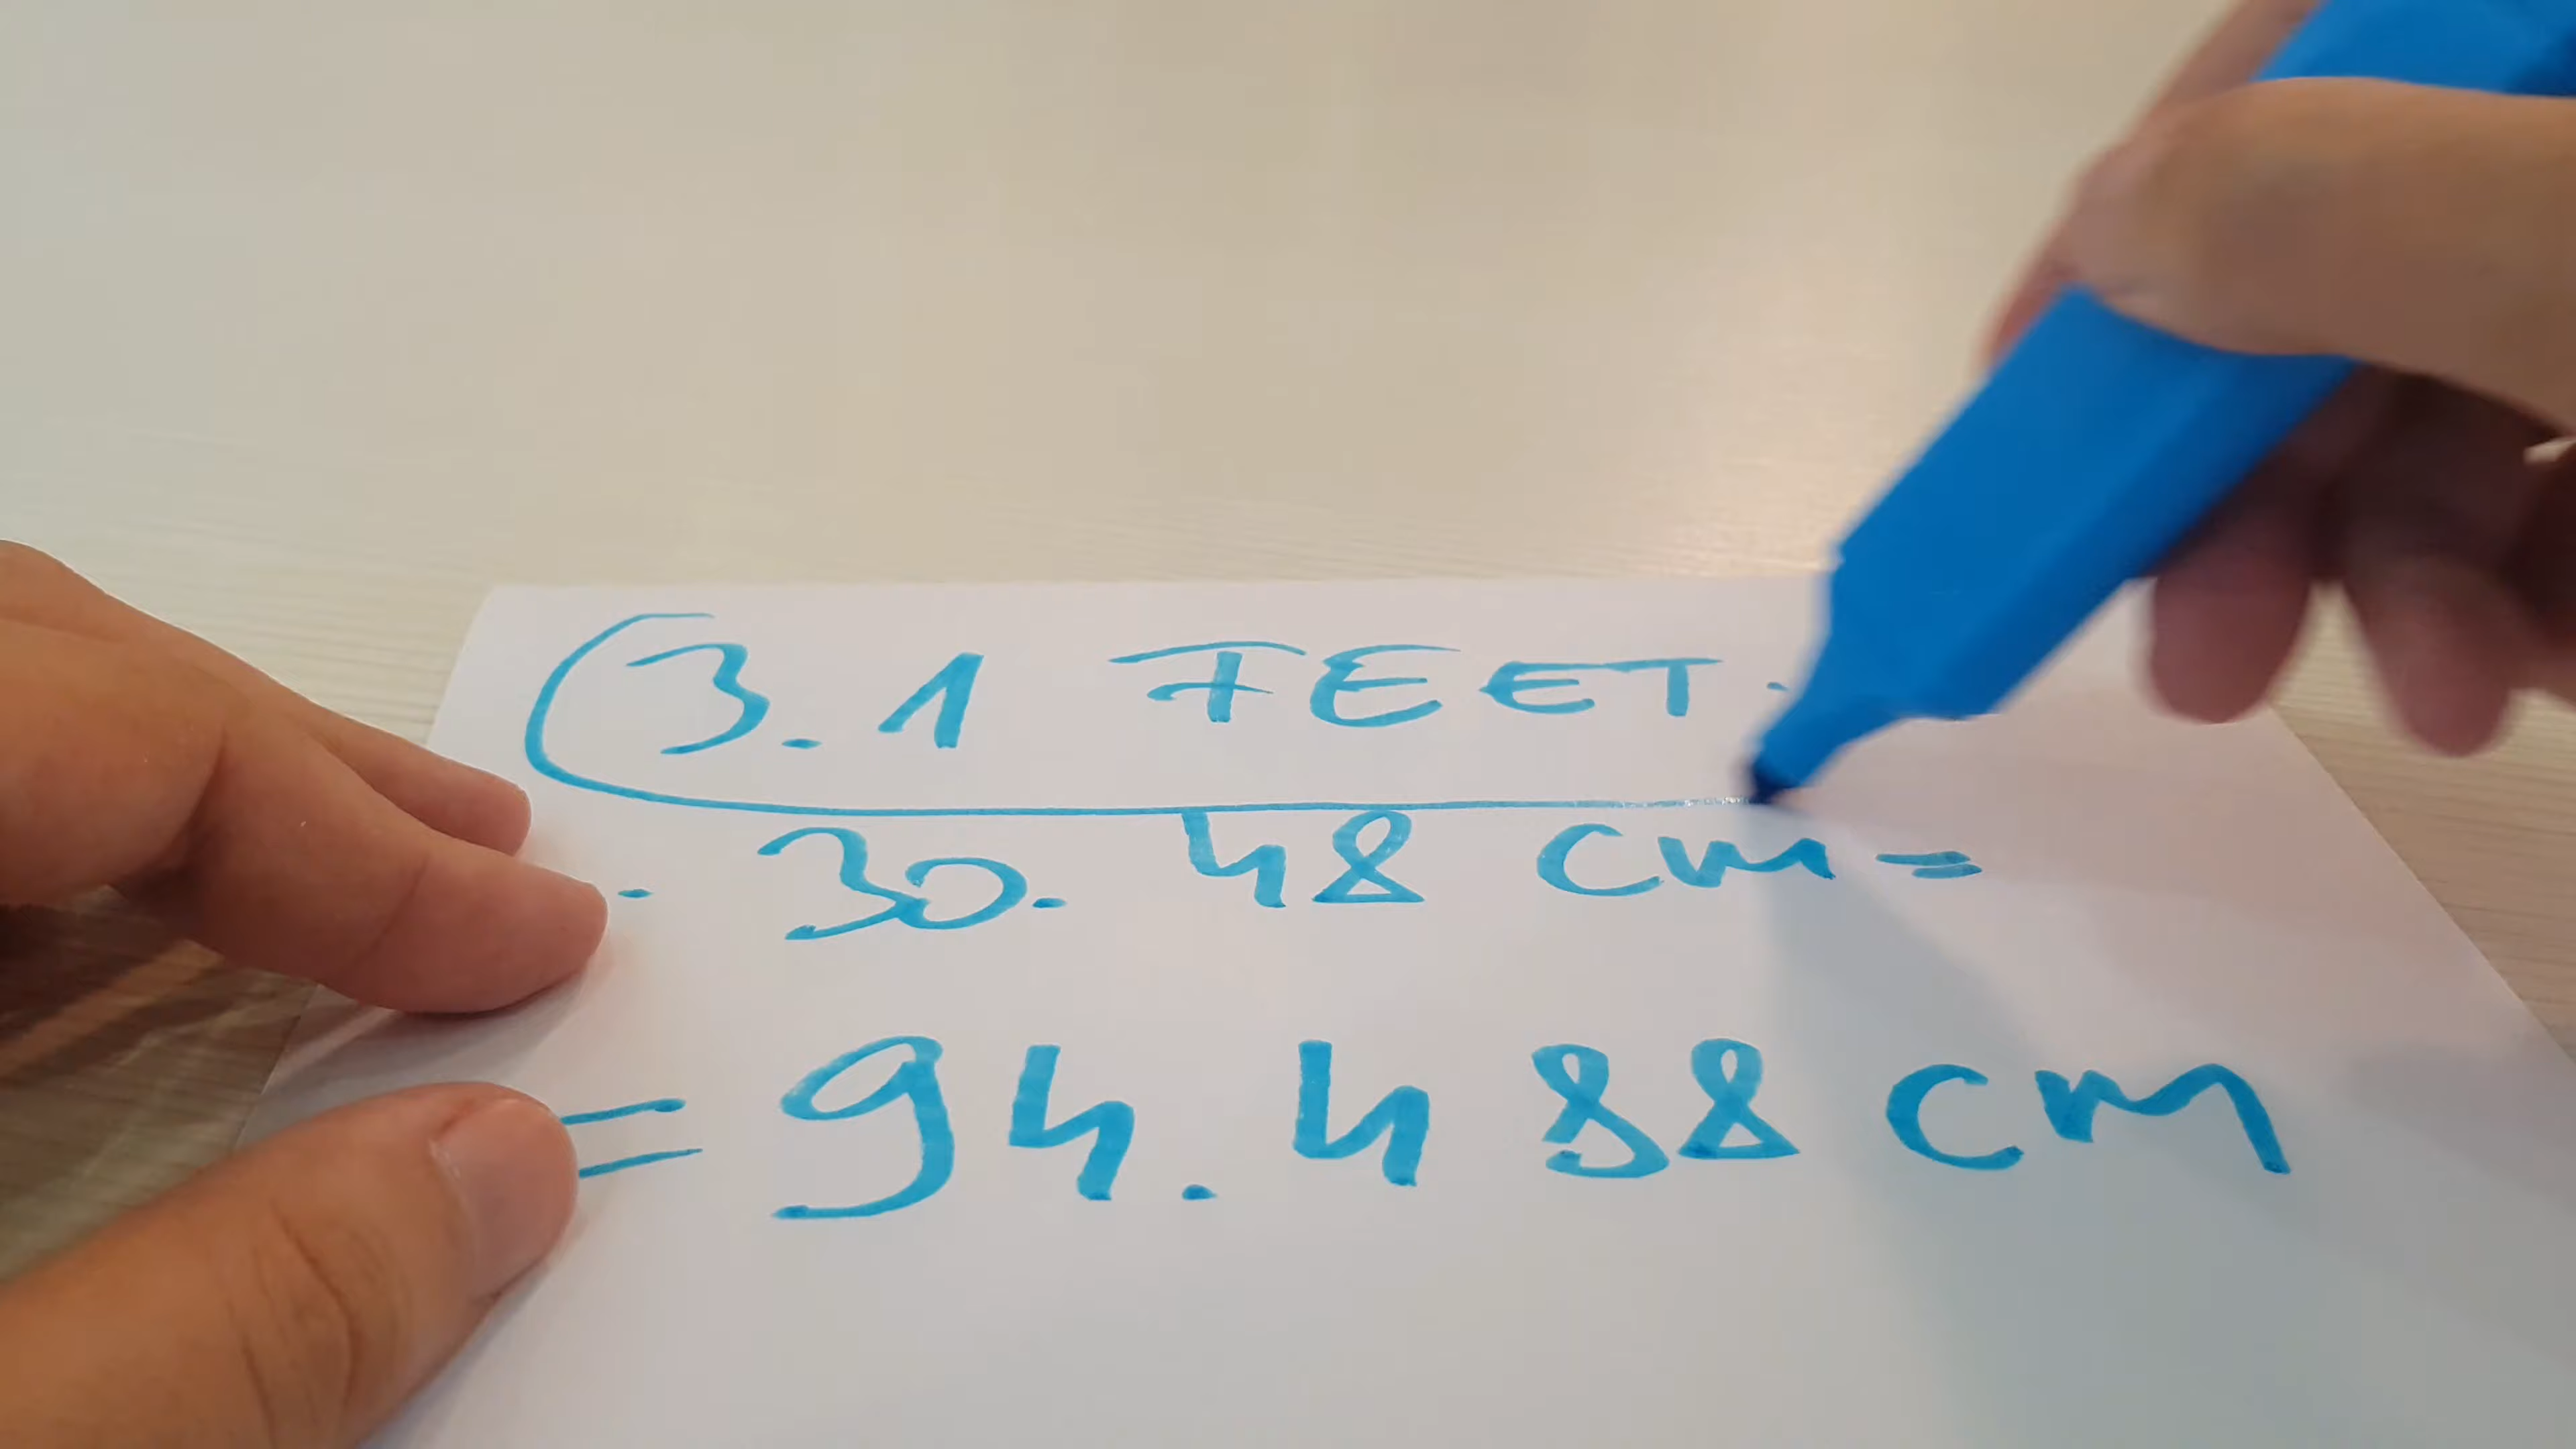 3.1 FEET.
. 30.48 cm =
= 94.488 cm